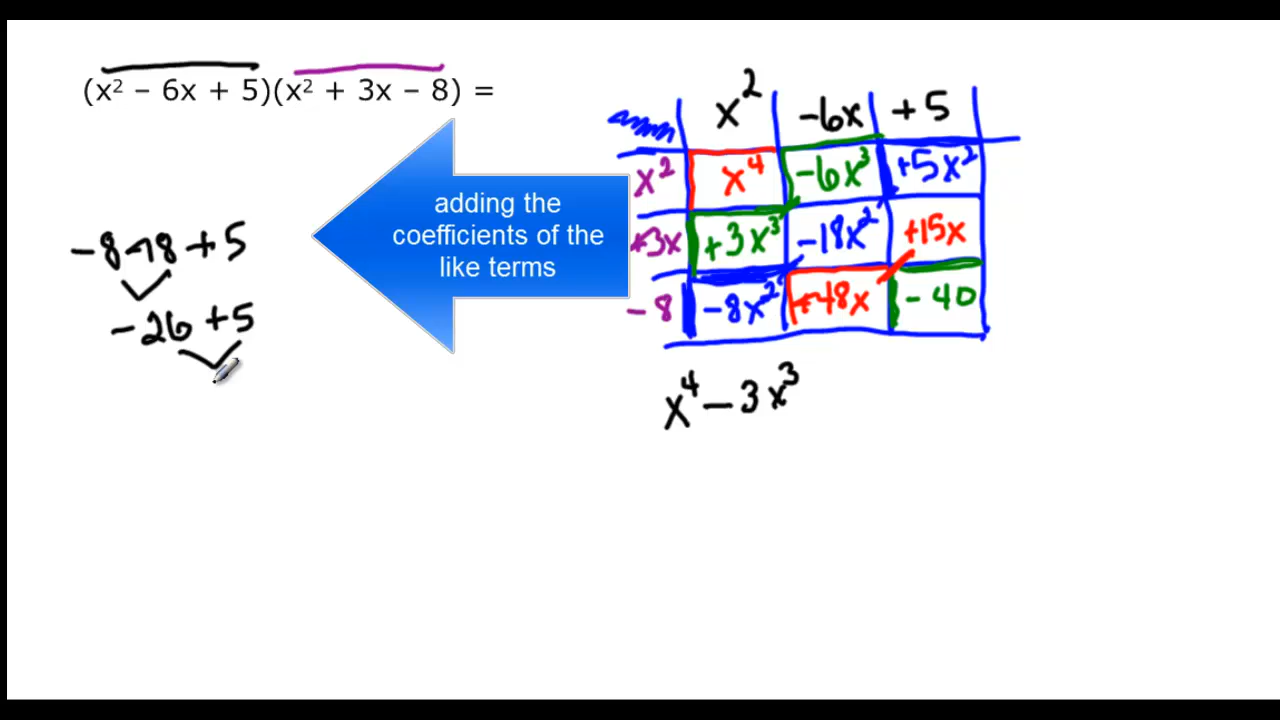 (x² – 6x + 5)(x² + 3x – 8) =
adding the
coefficients of the
like terms
-8 -18 + 5
-26 +5
x² -6x +5
x² x⁴ -6x³ +5x²
+3x +3x³ -18x² +15x
-8 -8x² +48x -40
x⁴ - 3x³